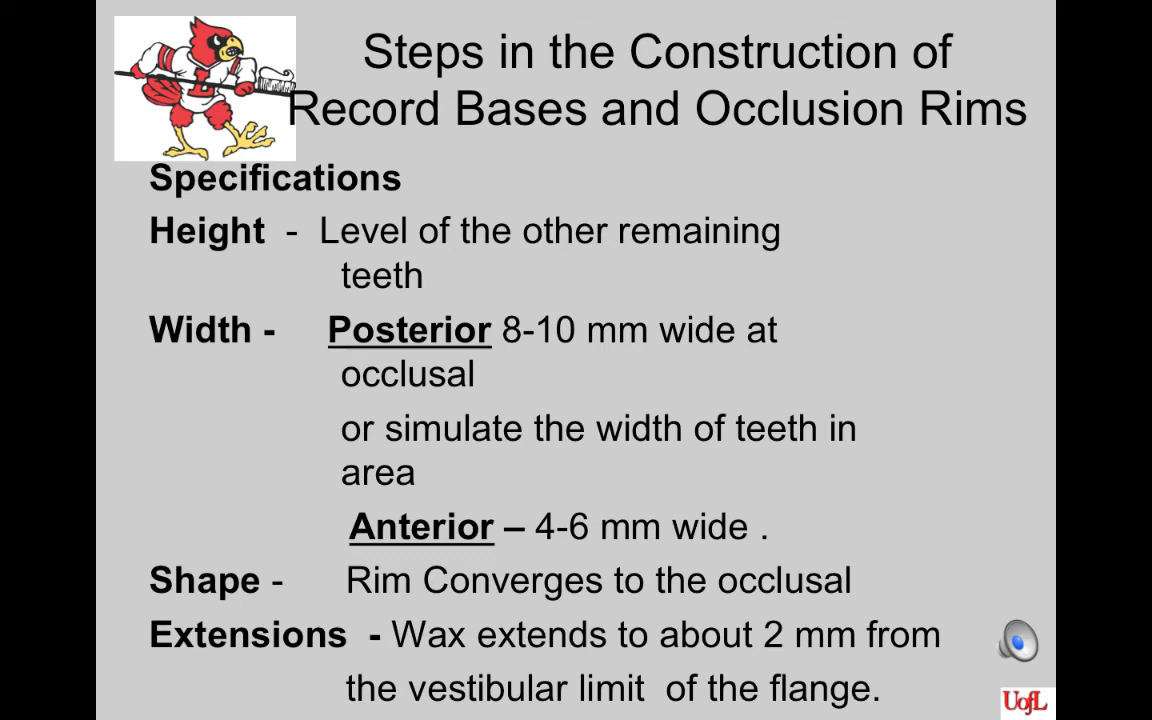 Steps in the Construction of
Record Bases and Occlusion Rims
Specifications
Height - Level of the other remaining
teeth
Width - Posterior 8-10 mm wide at
occlusal
or simulate the width of teeth in
area
Anterior – 4-6 mm wide .
Shape - Rim Converges to the occlusal
Extensions - Wax extends to about 2 mm from
the vestibular limit of the flange.
L
UofL